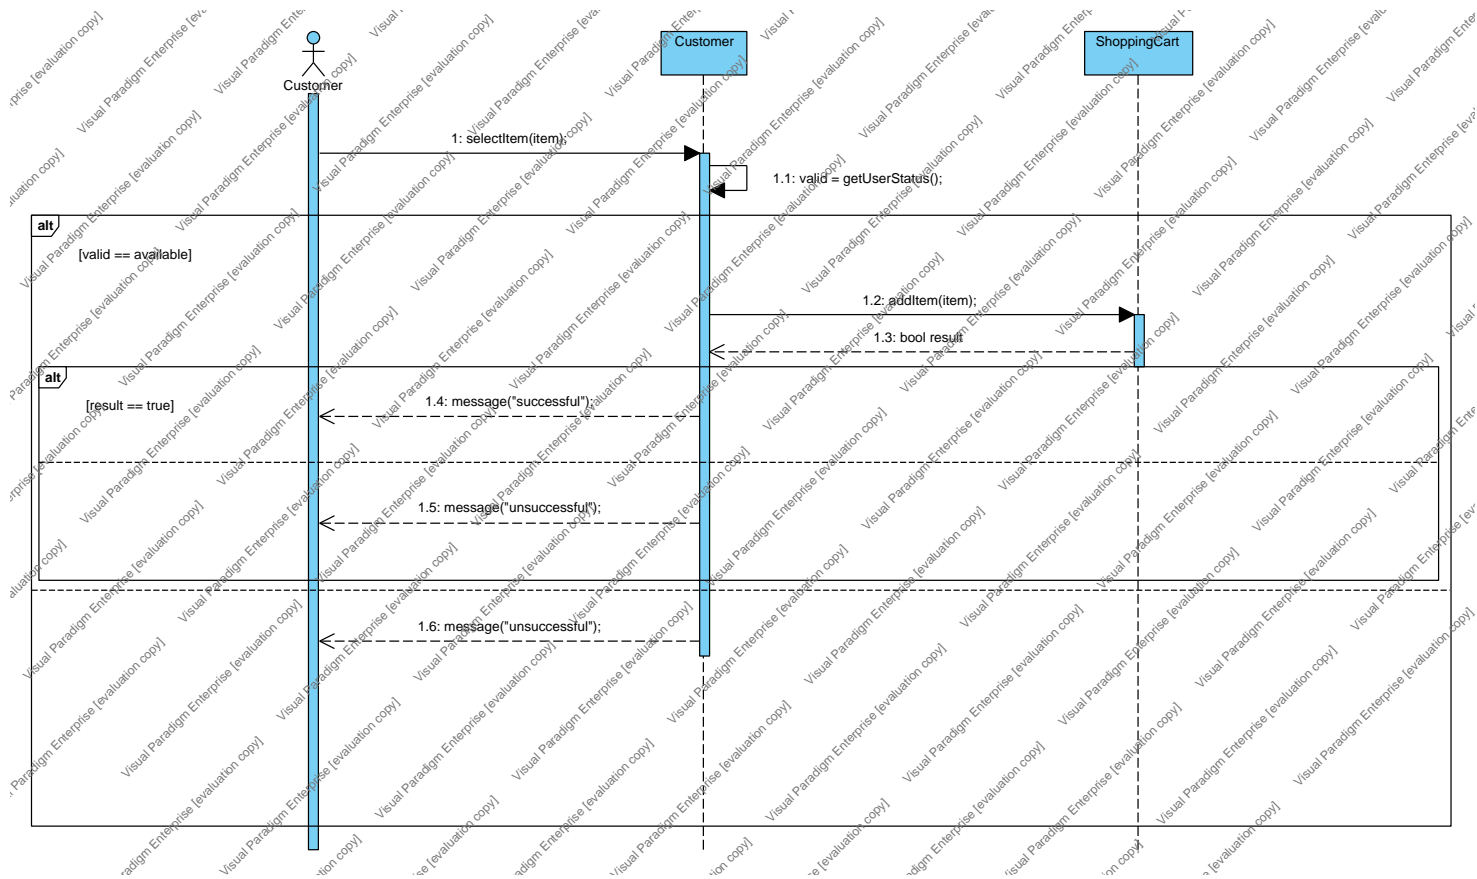 Customer
ShoppingCart
Customer
1: selectItem(item);
1.1: valid = getUserStatus();
alt
[valid == available]
1.2: addItem(item);
1.3: bool result
alt
[result == true]
1.4: message("successful");
1.5: message("unsuccessful");
1.6: message("unsuccessful");
Visual Paradigm Enterprise [evaluation copy]